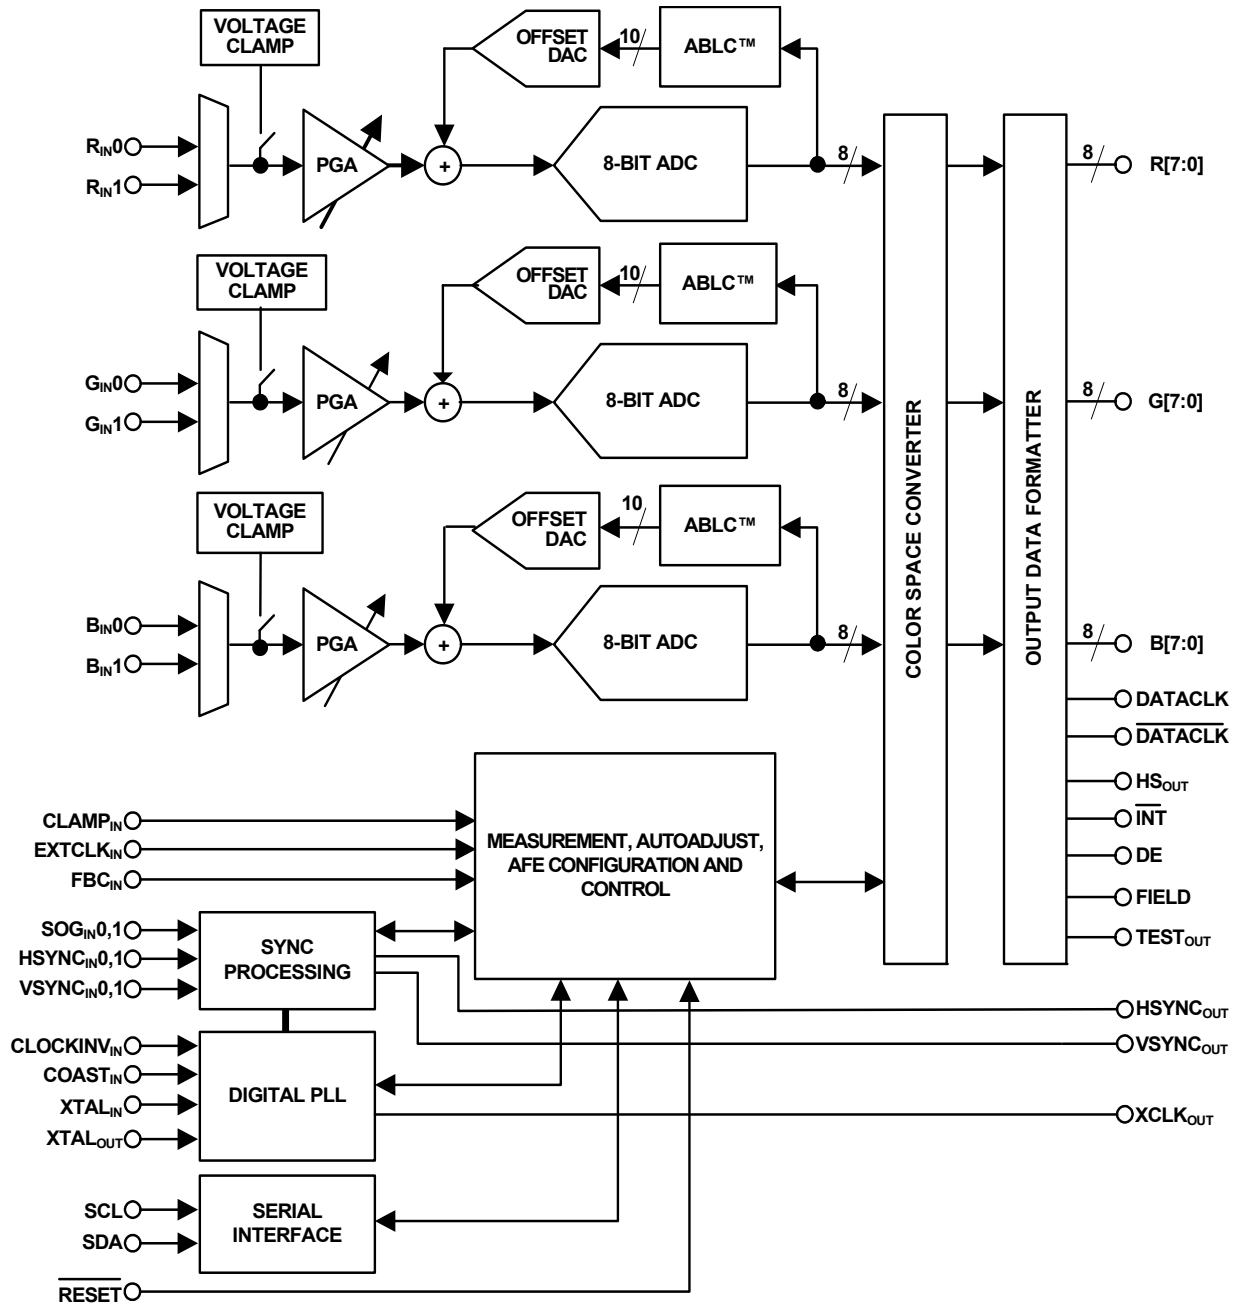 VOLTAGE
CLAMP
OFFSET
DAC
10
ABLC™
R_IN0
R_IN1
PGA
+
8-BIT ADC
8
8
R[7:0]
VOLTAGE
CLAMP
OFFSET
DAC
10
ABLC™
G_IN0
G_IN1
PGA
+
8-BIT ADC
8
8
G[7:0]
VOLTAGE
CLAMP
OFFSET
DAC
10
ABLC™
B_IN0
B_IN1
PGA
+
8-BIT ADC
8
8
B[7:0]
COLOR SPACE CONVERTER
OUTPUT DATA FORMATTER
DATACLK
D̅A̅T̅A̅C̅L̅K̅
HS_OUT
I̅N̅T̅
DE
FIELD
TEST_OUT
CLAMP_IN
EXTCLK_IN
FBC_IN
MEASUREMENT, AUTOADJUST,
AFE CONFIGURATION AND
CONTROL
SOG_IN0,1
HSYNC_IN0,1
VSYNC_IN0,1
SYNC
PROCESSING
HSYNC_OUT
VSYNC_OUT
CLOCKINV_IN
COAST_IN
XTAL_IN
XTAL_OUT
DIGITAL PLL
XCLK_OUT
SCL
SDA
SERIAL
INTERFACE
R̅E̅S̅E̅T̅